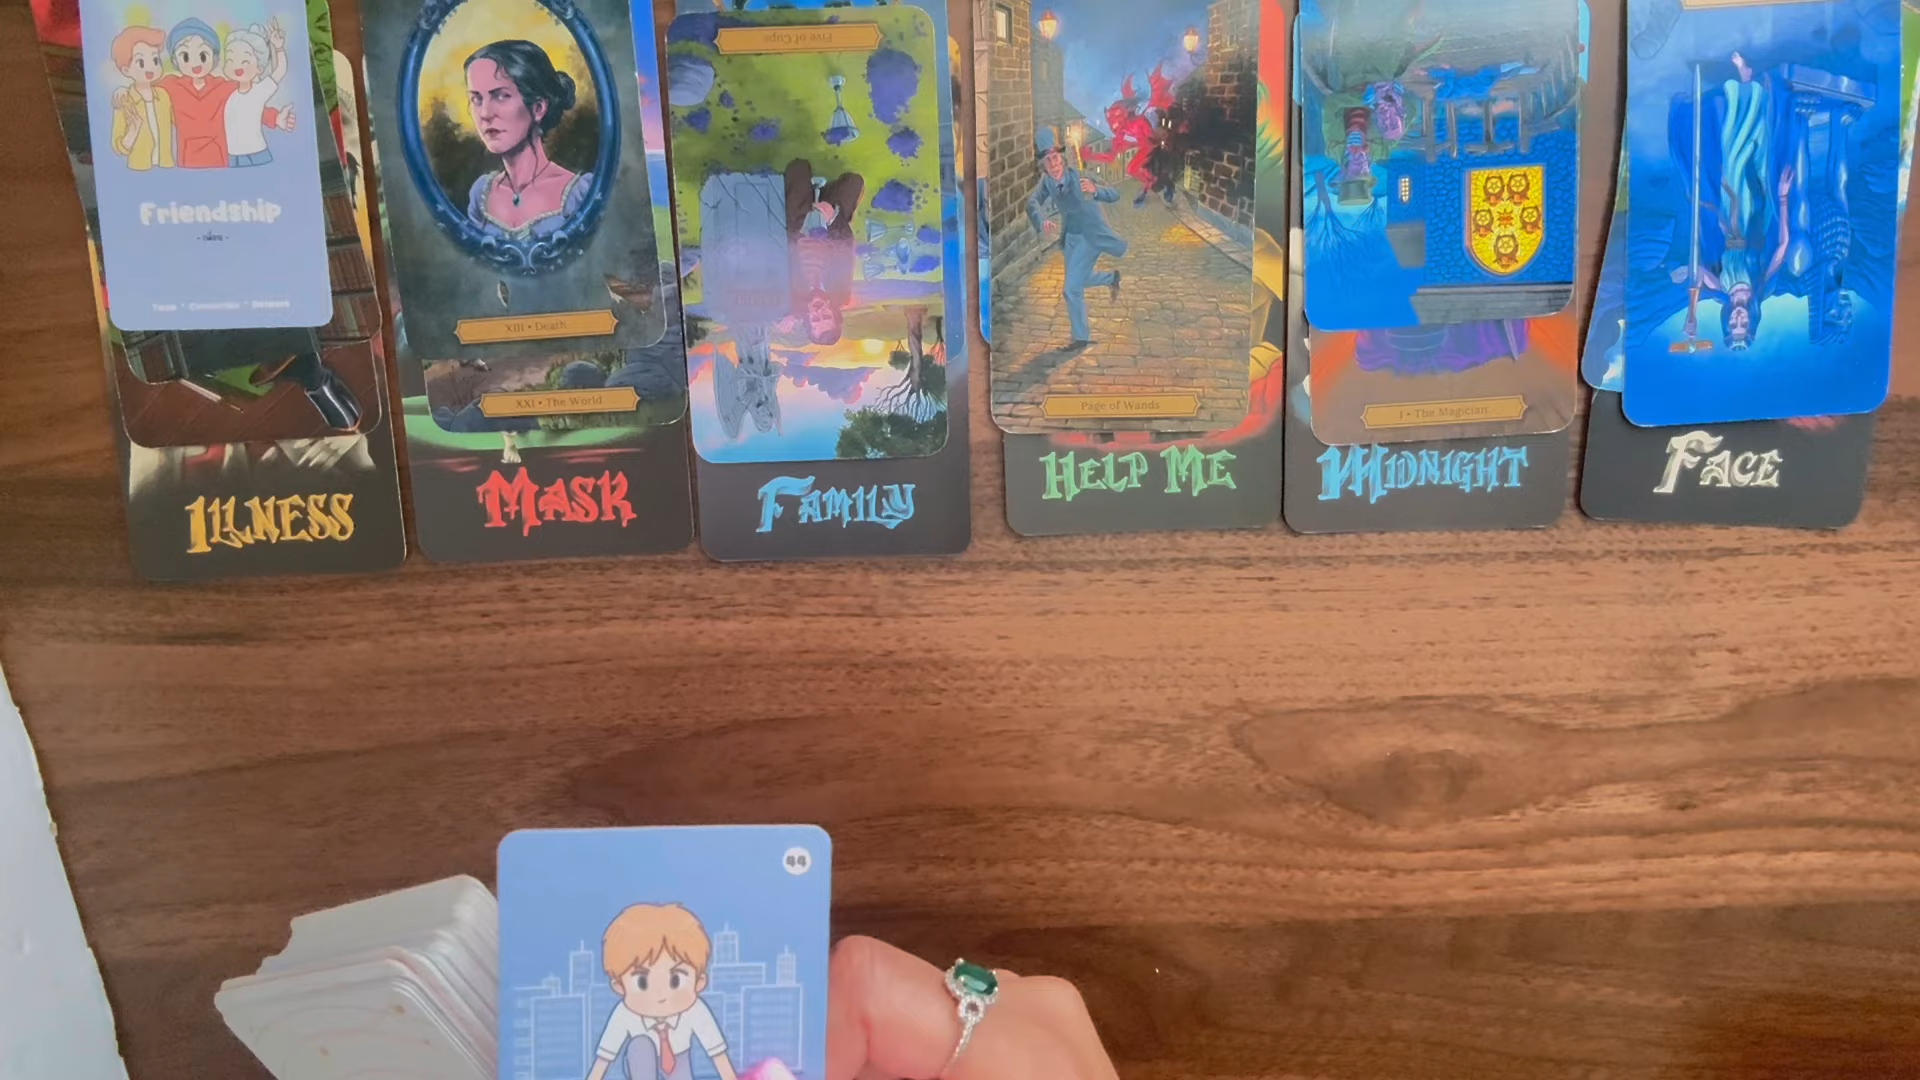 Friendship
XIII • Death
XXI • The World
Five of Cups
Page of Wands
I • The Magician
ILLNESS
MASK
FAMILY
HELP ME
MIDNIGHT
FACE
44